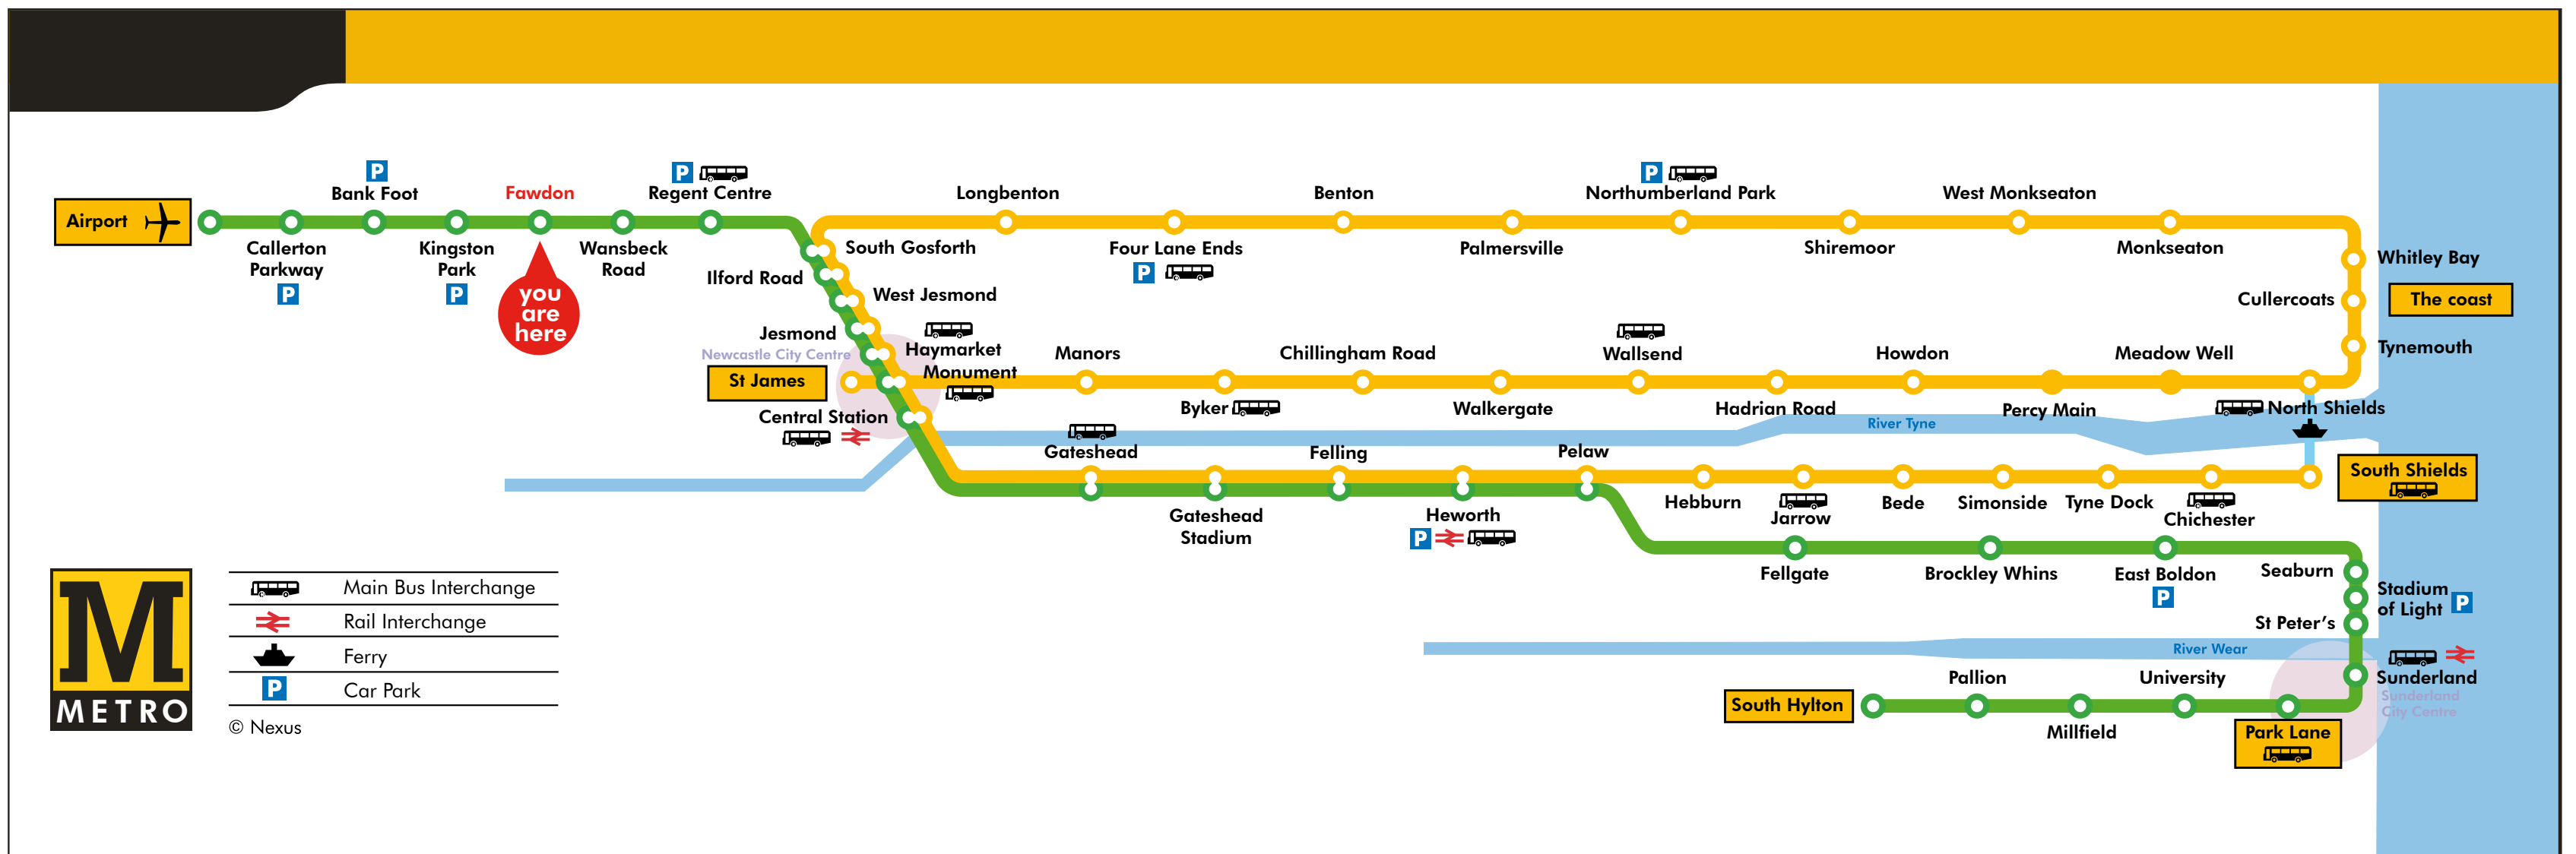 Airport
Callerton
Parkway
P
P
Bank Foot
Kingston
Park
P
Fawdon
you
are
here
Wansbeck
Road
P
Regent Centre
South Gosforth
Ilford Road
West Jesmond
Jesmond
Newcastle City Centre
Haymarket
Monument
St James
Central Station
Longbenton
Four Lane Ends
P
Benton
Palmersville
P
Northumberland Park
Shiremoor
West Monkseaton
Monkseaton
Whitley Bay
Cullercoats
The coast
Tynemouth
Manors
Byker
Chillingham Road
Walkergate
Wallsend
Hadrian Road
Howdon
Percy Main
Meadow Well
North Shields
River Tyne
Gateshead
Gateshead
Stadium
Felling
Heworth
P
Pelaw
Hebburn
Jarrow
Bede
Simonside
Tyne Dock
Chichester
South Shields
Fellgate
Brockley Whins
East Boldon
P
Seaburn
Stadium
of Light
P
St Peter's
River Wear
Sunderland
Sunderland
City Centre
Park Lane
University
Millfield
Pallion
South Hylton
M
METRO
Main Bus Interchange
Rail Interchange
Ferry
P
Car Park
© Nexus